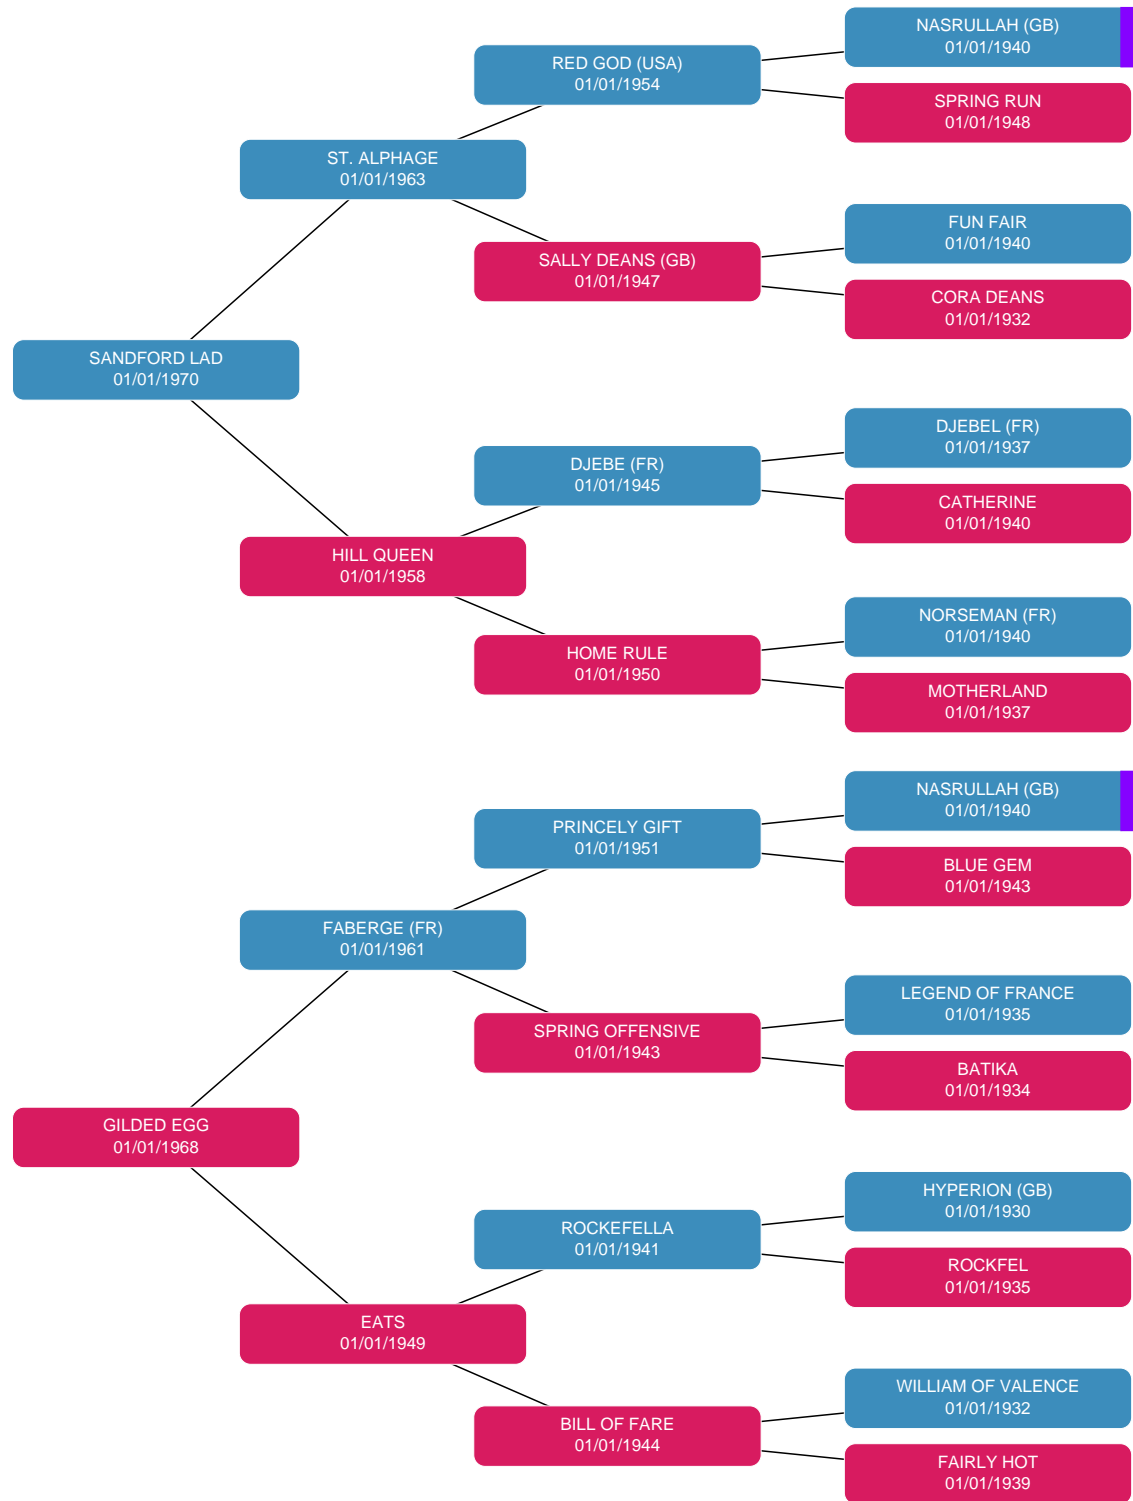 NASRULLAH (GB)
01/01/1940
RED GOD (USA)
01/01/1954
SPRING RUN
01/01/1948
ST. ALPHAGE
01/01/1963
FUN FAIR
01/01/1940
SALLY DEANS (GB)
01/01/1947
CORA DEANS
01/01/1932
SANDFORD LAD
01/01/1970
DJEBEL (FR)
01/01/1937
DJEBE (FR)
01/01/1945
CATHERINE
01/01/1940
HILL QUEEN
01/01/1958
NORSEMAN (FR)
01/01/1940
HOME RULE
01/01/1950
MOTHERLAND
01/01/1937
NASRULLAH (GB)
01/01/1940
PRINCELY GIFT
01/01/1951
BLUE GEM
01/01/1943
FABERGE (FR)
01/01/1961
LEGEND OF FRANCE
01/01/1935
SPRING OFFENSIVE
01/01/1943
BATIKA
01/01/1934
GILDED EGG
01/01/1968
HYPERION (GB)
01/01/1930
ROCKEFELLA
01/01/1941
ROCKFEL
01/01/1935
EATS
01/01/1949
WILLIAM OF VALENCE
01/01/1932
BILL OF FARE
01/01/1944
FAIRLY HOT
01/01/1939